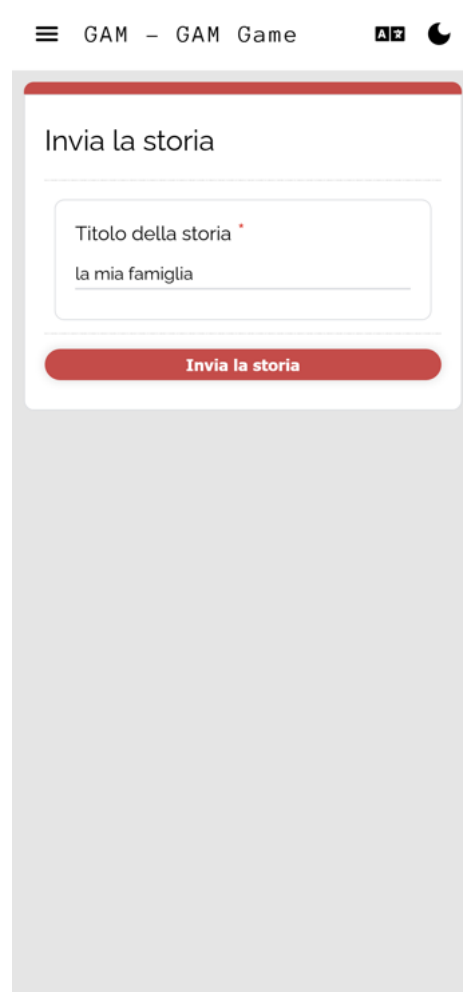 GAM – GAM Game
Invia la storia
Titolo della storia *
la mia famiglia
Invia la storia